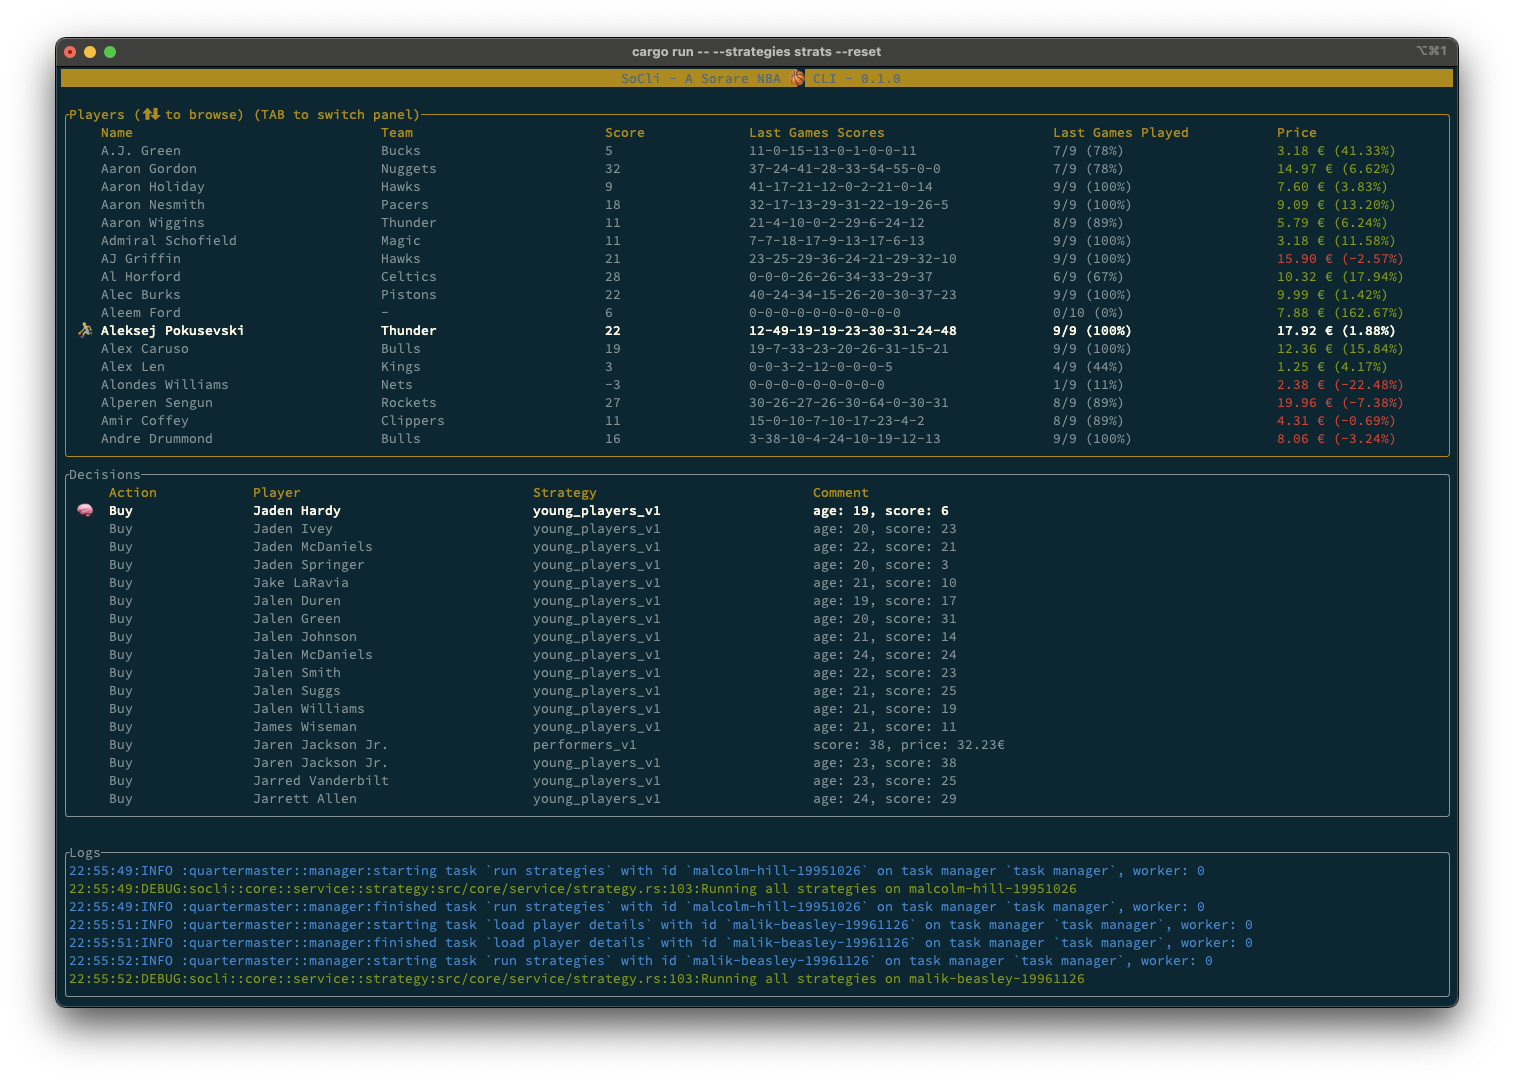 cargo run -- --strategies strats --reset
⌥⌘1
SoCli - A Sorare NBA 🏀 CLI - 0.1.0
Players (⬆⬇ to browse) (TAB to switch panel)
Name Team Score Last Games Scores Last Games Played Price
A.J. Green Bucks 5 11-0-15-13-0-1-0-0-11 7/9 (78%) 3.18 € (41.33%)
Aaron Gordon Nuggets 32 37-24-41-28-33-54-55-0-0 7/9 (78%) 14.97 € (6.62%)
Aaron Holiday Hawks 9 41-17-21-12-0-2-21-0-14 9/9 (100%) 7.60 € (3.83%)
Aaron Nesmith Pacers 18 32-17-13-29-31-22-19-26-5 9/9 (100%) 9.09 € (13.20%)
Aaron Wiggins Thunder 11 21-4-10-0-2-29-6-24-12 8/9 (89%) 5.79 € (6.24%)
Admiral Schofield Magic 11 7-7-18-17-9-13-17-6-13 9/9 (100%) 3.18 € (11.58%)
AJ Griffin Hawks 21 23-25-29-36-24-21-29-32-10 9/9 (100%) 15.90 € (-2.57%)
Al Horford Celtics 28 0-0-0-26-26-34-33-29-37 6/9 (67%) 10.32 € (17.94%)
Alec Burks Pistons 22 40-24-34-15-26-20-30-37-23 9/9 (100%) 9.99 € (1.42%)
Aleem Ford - 6 0-0-0-0-0-0-0-0-0-0 0/10 (0%) 7.88 € (162.67%)
Aleksej Pokusevski Thunder 22 12-49-19-19-23-30-31-24-48 9/9 (100%) 17.92 € (1.88%)
Alex Caruso Bulls 19 19-7-33-23-20-26-31-15-21 9/9 (100%) 12.36 € (15.84%)
Alex Len Kings 3 0-0-3-2-12-0-0-0-5 4/9 (44%) 1.25 € (4.17%)
Alondes Williams Nets -3 0-0-0-0-0-0-0-0-0 1/9 (11%) 2.38 € (-22.48%)
Alperen Sengun Rockets 27 30-26-27-26-30-64-0-30-31 8/9 (89%) 19.96 € (-7.38%)
Amir Coffey Clippers 11 15-0-10-7-10-17-23-4-2 8/9 (89%) 4.31 € (-0.69%)
Andre Drummond Bulls 16 3-38-10-4-24-10-19-12-13 9/9 (100%) 8.06 € (-3.24%)
Decisions
Action Player Strategy Comment
Buy Jaden Hardy young_players_v1 age: 19, score: 6
Buy Jaden Ivey young_players_v1 age: 20, score: 23
Buy Jaden McDaniels young_players_v1 age: 22, score: 21
Buy Jaden Springer young_players_v1 age: 20, score: 3
Buy Jake LaRavia young_players_v1 age: 21, score: 10
Buy Jalen Duren young_players_v1 age: 19, score: 17
Buy Jalen Green young_players_v1 age: 20, score: 31
Buy Jalen Johnson young_players_v1 age: 21, score: 14
Buy Jalen McDaniels young_players_v1 age: 24, score: 24
Buy Jalen Smith young_players_v1 age: 22, score: 23
Buy Jalen Suggs young_players_v1 age: 21, score: 25
Buy Jalen Williams young_players_v1 age: 21, score: 19
Buy James Wiseman young_players_v1 age: 21, score: 11
Buy Jaren Jackson Jr. performers_v1 score: 38, price: 32.23€
Buy Jaren Jackson Jr. young_players_v1 age: 23, score: 38
Buy Jarred Vanderbilt young_players_v1 age: 23, score: 25
Buy Jarrett Allen young_players_v1 age: 24, score: 29
Logs
22:55:49:INFO :quartermaster::manager:starting task `run strategies` with id `malcolm-hill-19951026` on task manager `task manager`, worker: 0
22:55:49:DEBUG:socli::core::service::strategy:src/core/service/strategy.rs:103:Running all strategies on malcolm-hill-19951026
22:55:49:INFO :quartermaster::manager:finished task `run strategies` with id `malcolm-hill-19951026` on task manager `task manager`, worker: 0
22:55:51:INFO :quartermaster::manager:starting task `load player details` with id `malik-beasley-19961126` on task manager `task manager`, worker: 0
22:55:51:INFO :quartermaster::manager:finished task `load player details` with id `malik-beasley-19961126` on task manager `task manager`, worker: 0
22:55:52:INFO :quartermaster::manager:starting task `run strategies` with id `malik-beasley-19961126` on task manager `task manager`, worker: 0
22:55:52:DEBUG:socli::core::service::strategy:src/core/service/strategy.rs:103:Running all strategies on malik-beasley-19961126